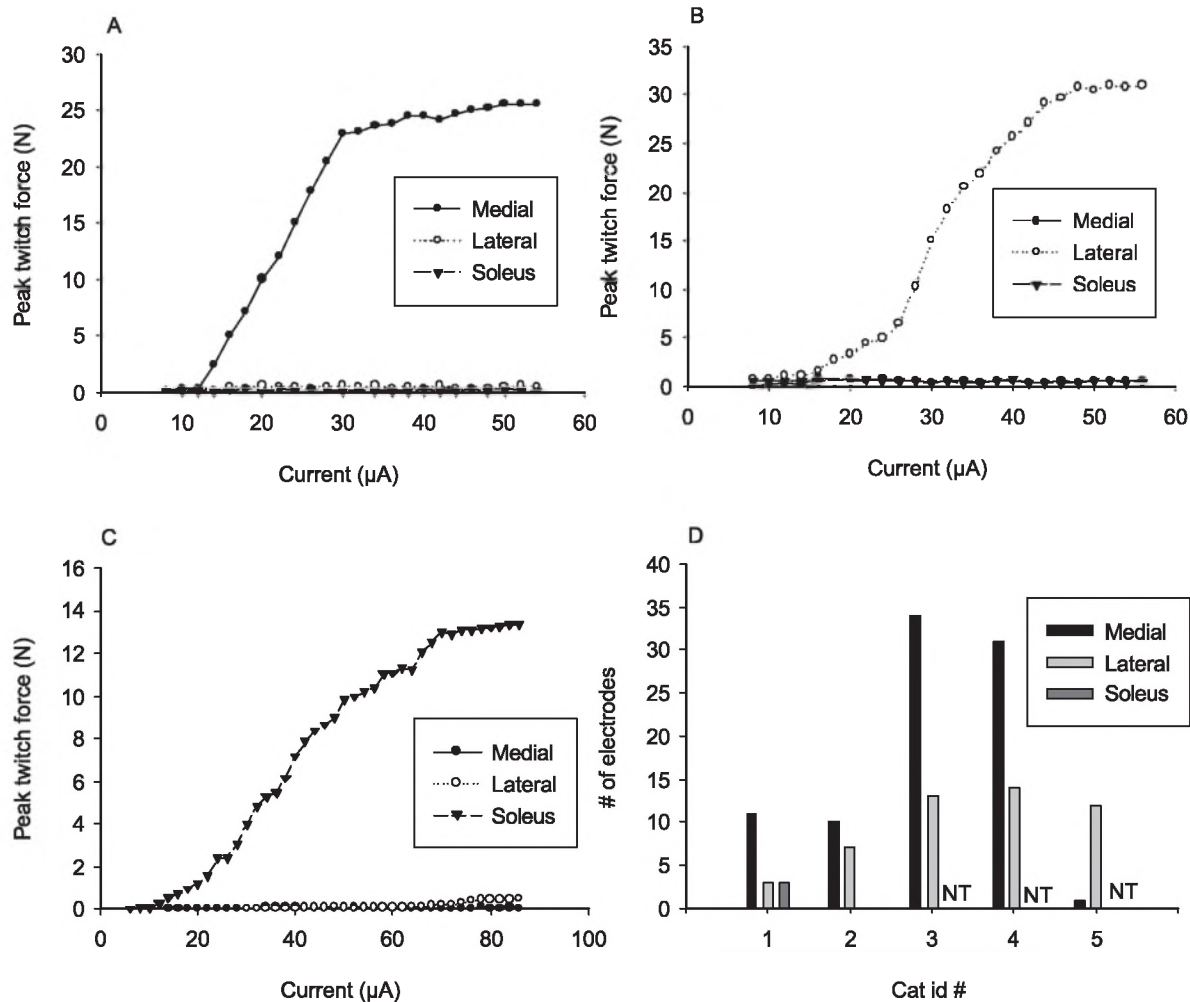 A
30
25
20
15
10
5
0
Peak twitch force (N)
0 10 20 30 40 50 60
Current (µA)
Medial
Lateral
Soleus
B
35
30
25
20
15
10
5
0
Peak twitch force (N)
0 10 20 30 40 50 60
Current (µA)
Medial
Lateral
Soleus
C
16
14
12
10
8
6
4
2
0
Peak twitch force (N)
0 20 40 60 80 100
Current (µA)
Medial
Lateral
Soleus
D
40
35
30
25
20
15
10
5
0
# of electrodes
NT NT NT
1 2 3 4 5
Cat id #
Medial
Lateral
Soleus